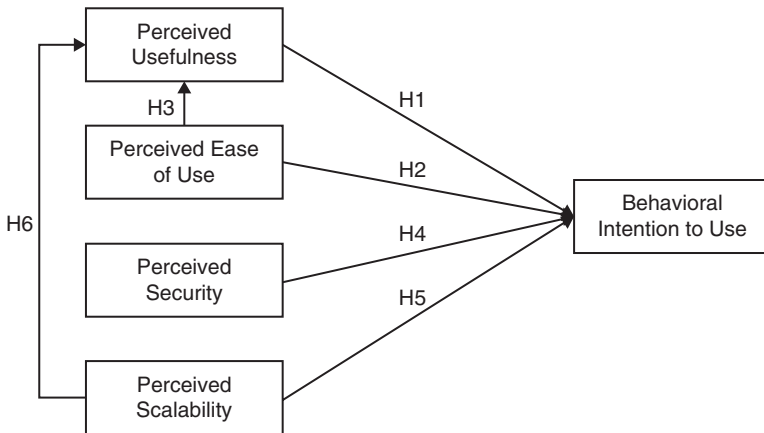 Perceived
Usefulness
H1
H3
Perceived Ease
of Use
H2
Behavioral
Intention to Use
H6
H4
Perceived
Security
H5
Perceived
Scalability